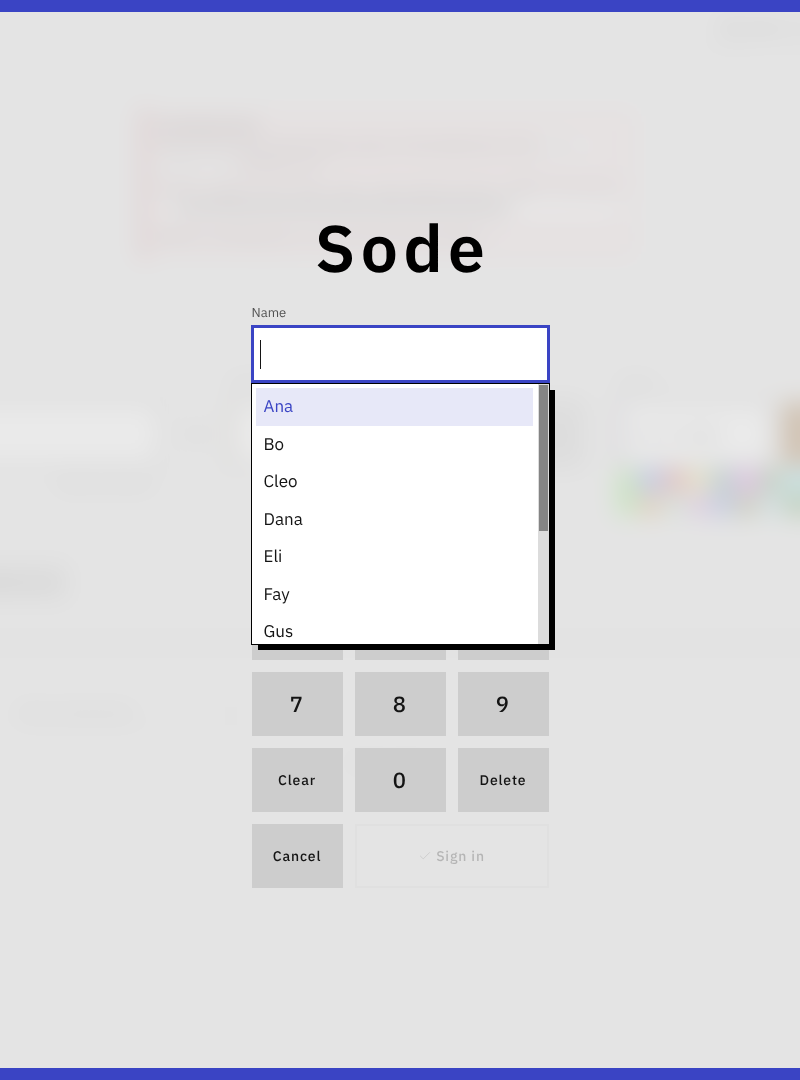 Sode
Name
Ana
Bo
Cleo
Dana
Eli
Fay
Gus
7 8 9
Clear 0 Delete
Cancel ✓ Sign in